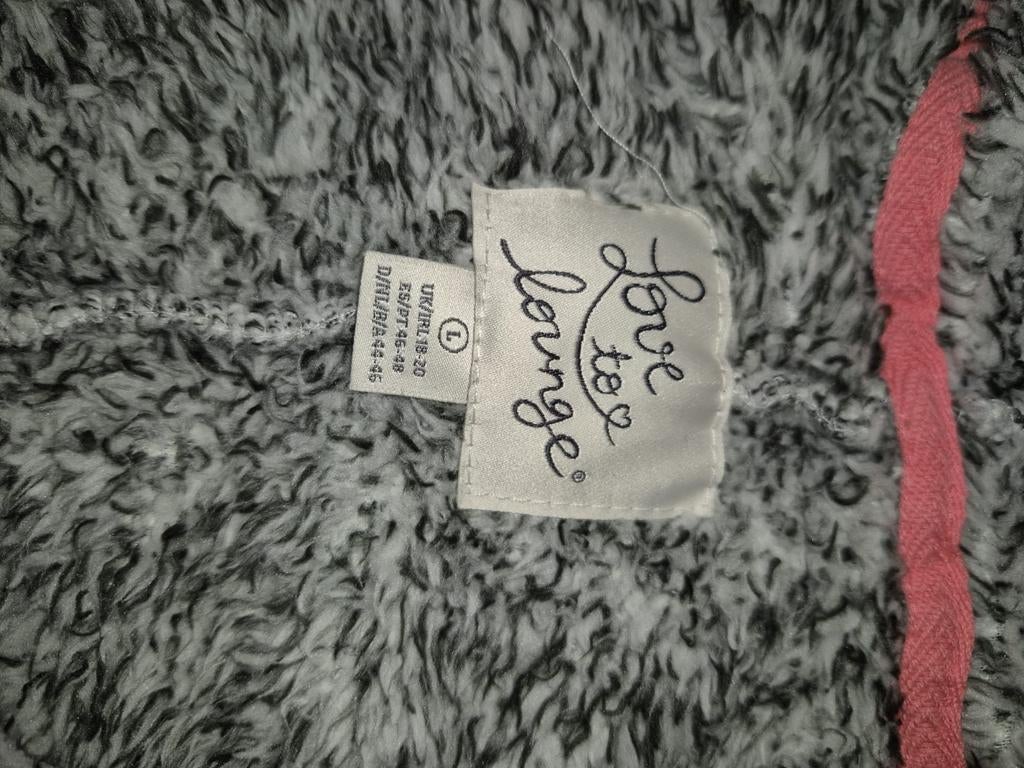 love
to
lounge®
L
UK/IRL 18-20
ES/PT 46-48
D/NL/B/A 44-46